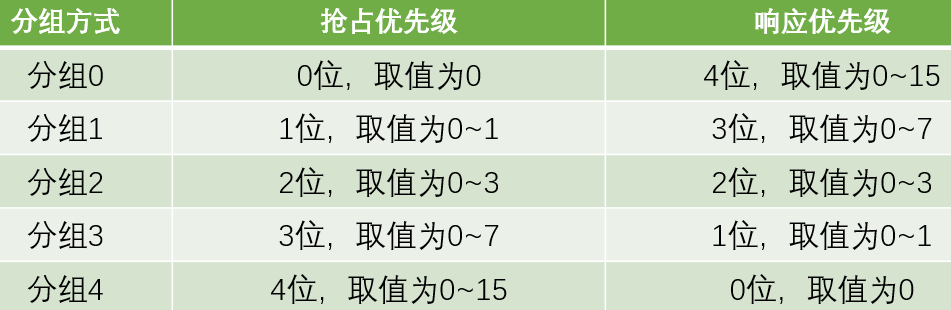 分组方式 抢占优先级 响应优先级
分组0 0位，取值为0 4位，取值为0~15
分组1 1位，取值为0~1 3位，取值为0~7
分组2 2位，取值为0~3 2位，取值为0~3
分组3 3位，取值为0~7 1位，取值为0~1
分组4 4位，取值为0~15 0位，取值为0